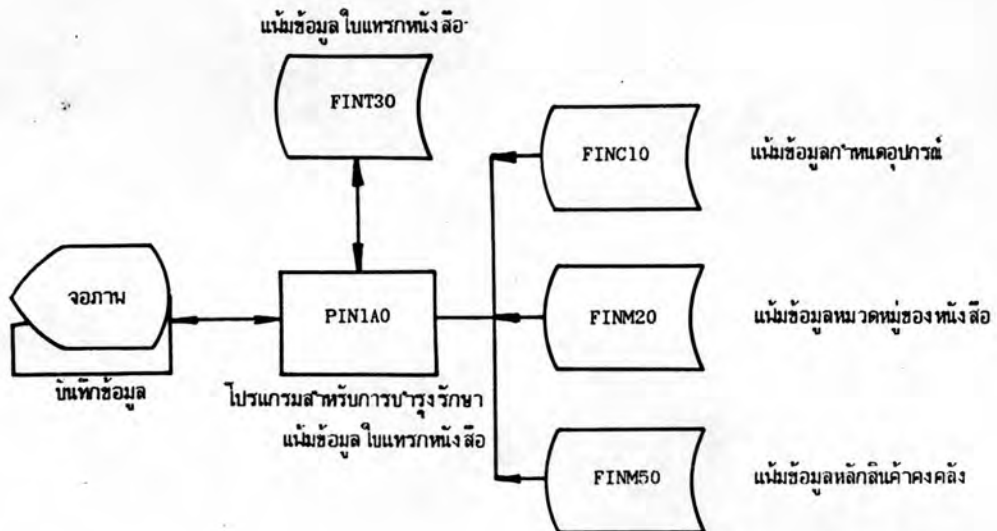 แน้มข้อมูลใบแทรกหนังสือ
FINT30
FINC10
แน้มข้อมูลกำหนดอุปกรณ์
จอภาพ
PIN1A0
FINM20
แน้มข้อมูลหมวดหมู่ของหนังสือ
บันทึกข้อมูล
โปรแกรมสำหรับการบำรุงรักษา
แน้มข้อมูลใบแทรกหนังสือ
FINM50
แน้มข้อมูลหลักสินค้าคงคลัง